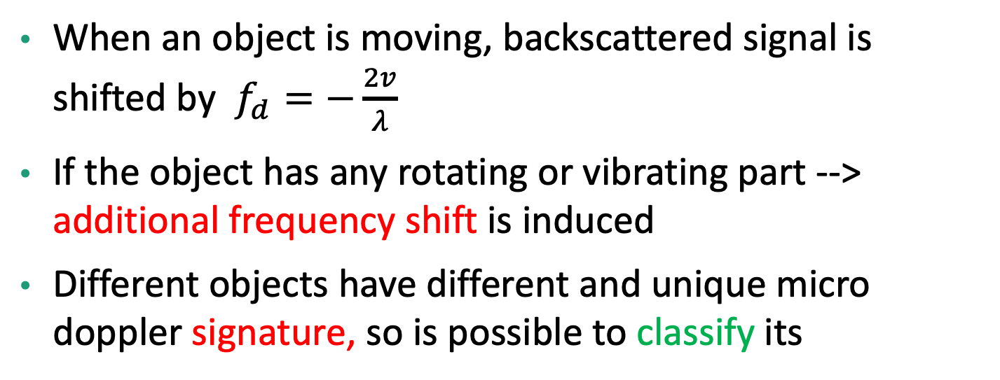 • When an object is moving, backscattered signal is
shifted by f_d = −2v/λ
• If the object has any rotating or vibrating part -->
additional frequency shift is induced
• Different objects have different and unique micro
doppler signature, so is possible to classify its